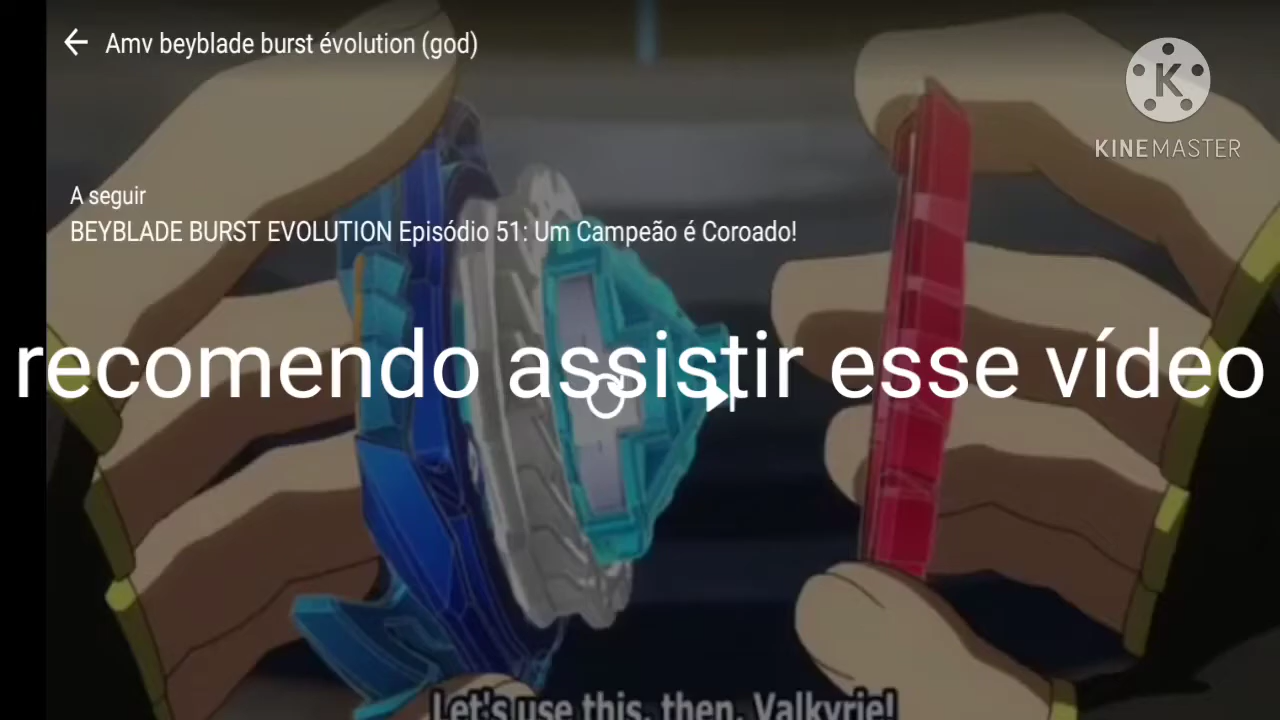 Amv beyblade burst évolution (god)
K
KINEMASTER
A seguir
BEYBLADE BURST EVOLUTION Episódio 51: Um Campeão é Coroado!
recomendo assistir esse vídeo
Let's use this, then, Valkyrie!